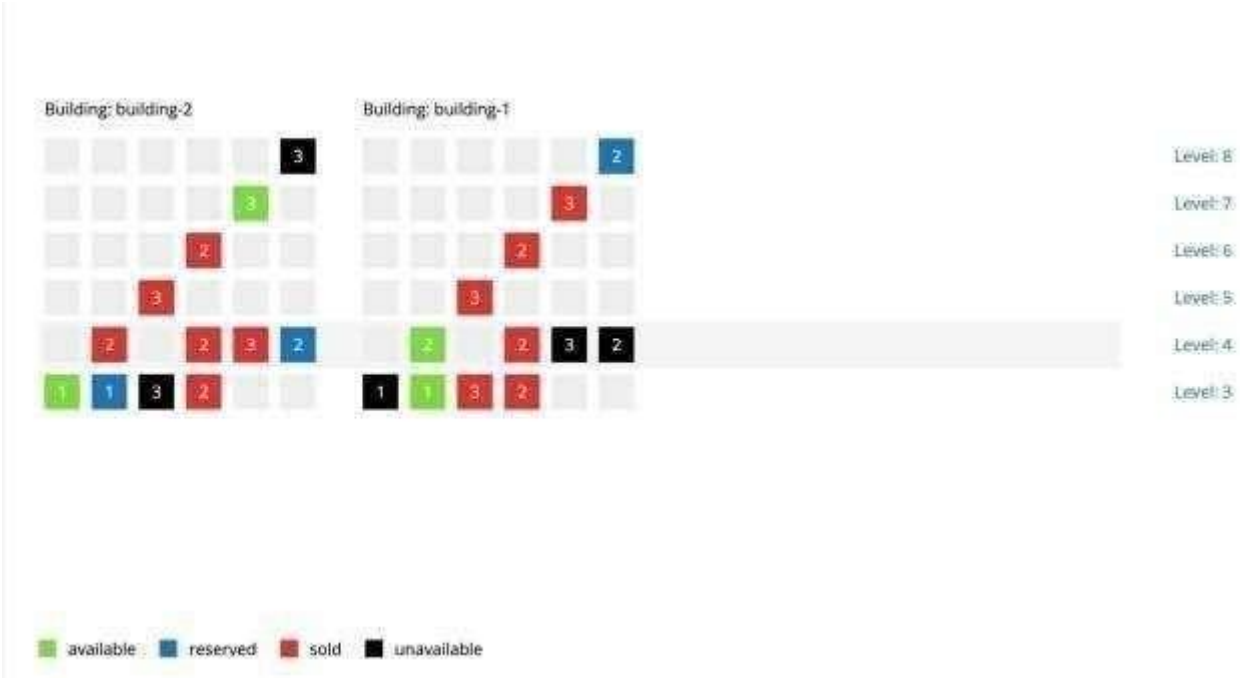 Building: building-2 Building: building-1
3 2 Level: 8
3 3 Level: 7
2 2 Level: 6
3 3 Level: 5
2 2 3 2 2 2 3 2 Level: 4
1 1 3 2 1 1 3 2 Level: 3
available reserved sold unavailable